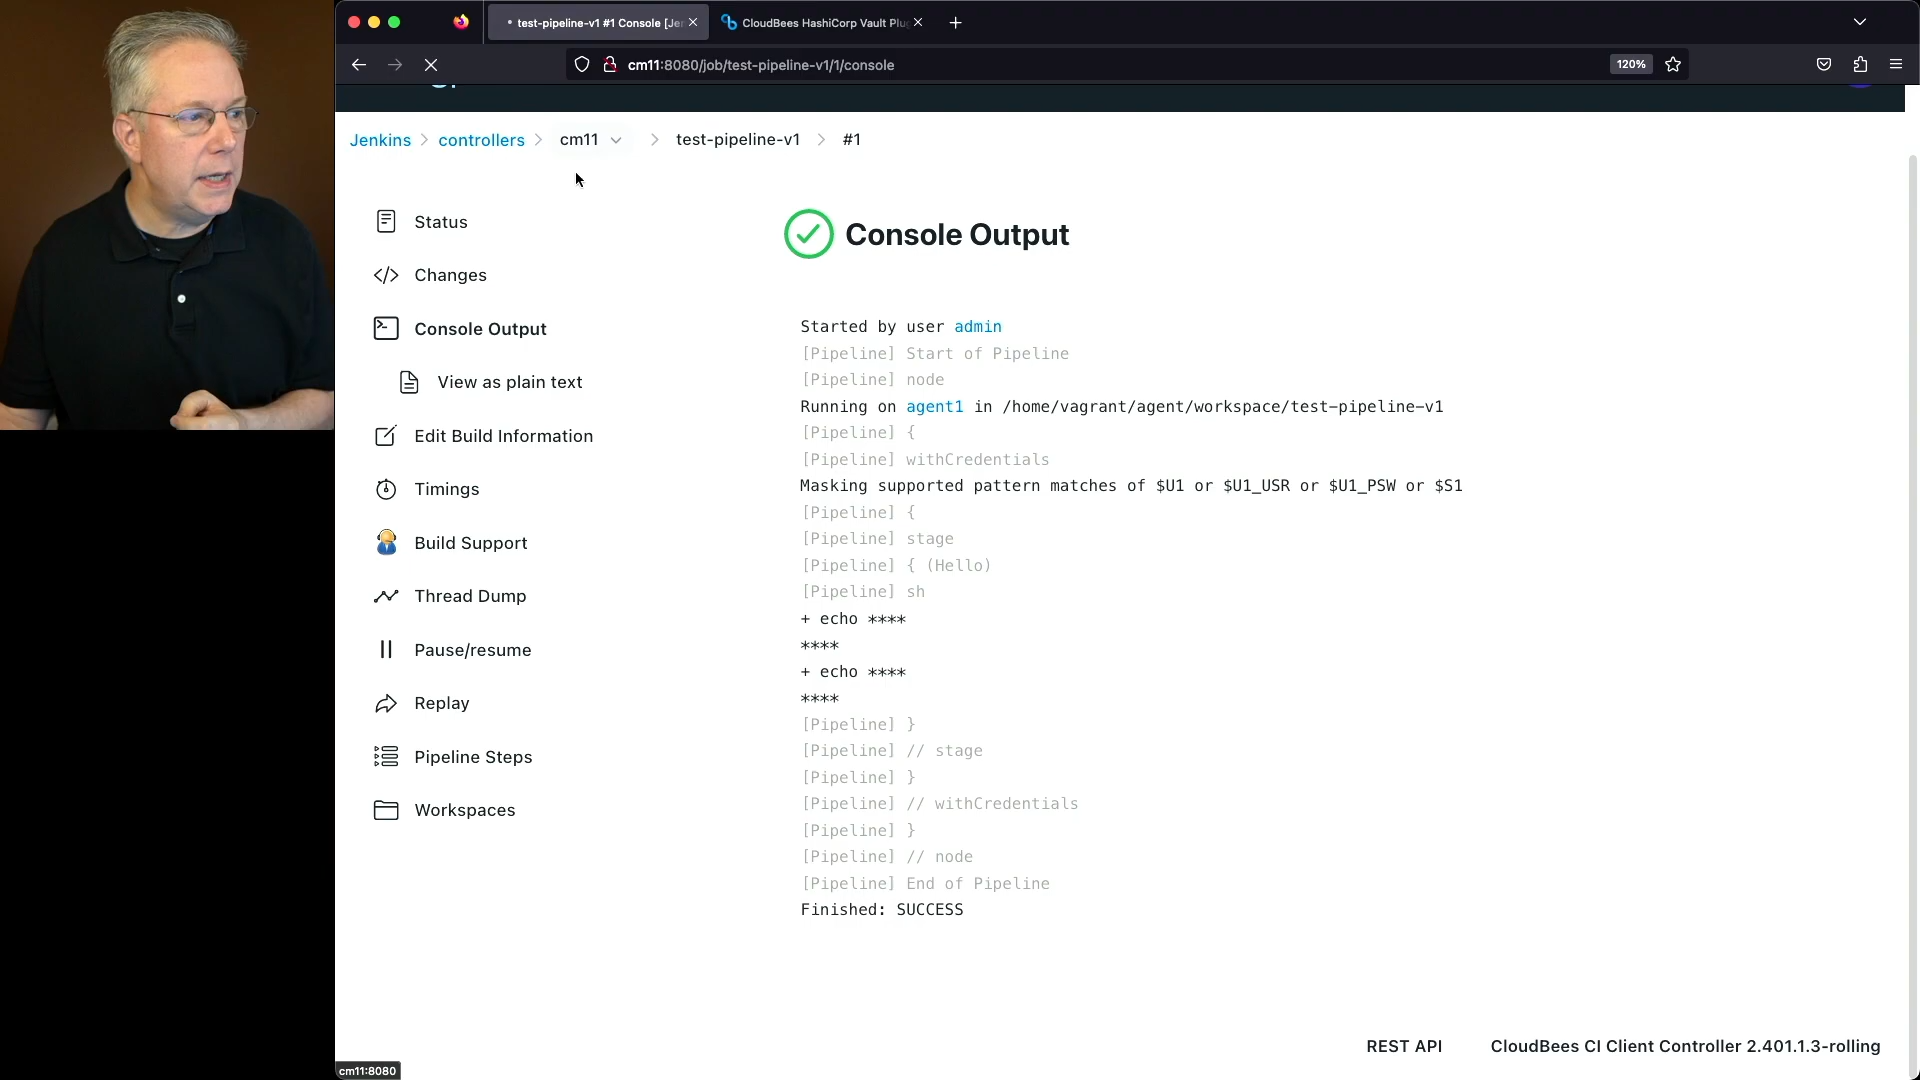 test-pipeline-v1 #1 Console [Jen
CloudBees HashiCorp Vault Plug
cm11:8080/job/test-pipeline-v1/1/console
120%
Jenkins
controllers
cm11
test-pipeline-v1
#1
Status
Changes
Console Output
View as plain text
Edit Build Information
Timings
Build Support
Thread Dump
Pause/resume
Replay
Pipeline Steps
Workspaces
Console Output
Started by user admin
[Pipeline] Start of Pipeline
[Pipeline] node
Running on agent1 in /home/vagrant/agent/workspace/test-pipeline-v1
[Pipeline] {
[Pipeline] withCredentials
Masking supported pattern matches of $U1 or $U1_USR or $U1_PSW or $S1
[Pipeline] {
[Pipeline] stage
[Pipeline] { (Hello)
[Pipeline] sh
+ echo ****
****
+ echo ****
****
[Pipeline] }
[Pipeline] // stage
[Pipeline] }
[Pipeline] // withCredentials
[Pipeline] }
[Pipeline] // node
[Pipeline] End of Pipeline
Finished: SUCCESS
REST API
CloudBees CI Client Controller 2.401.1.3-rolling
cm11:8080